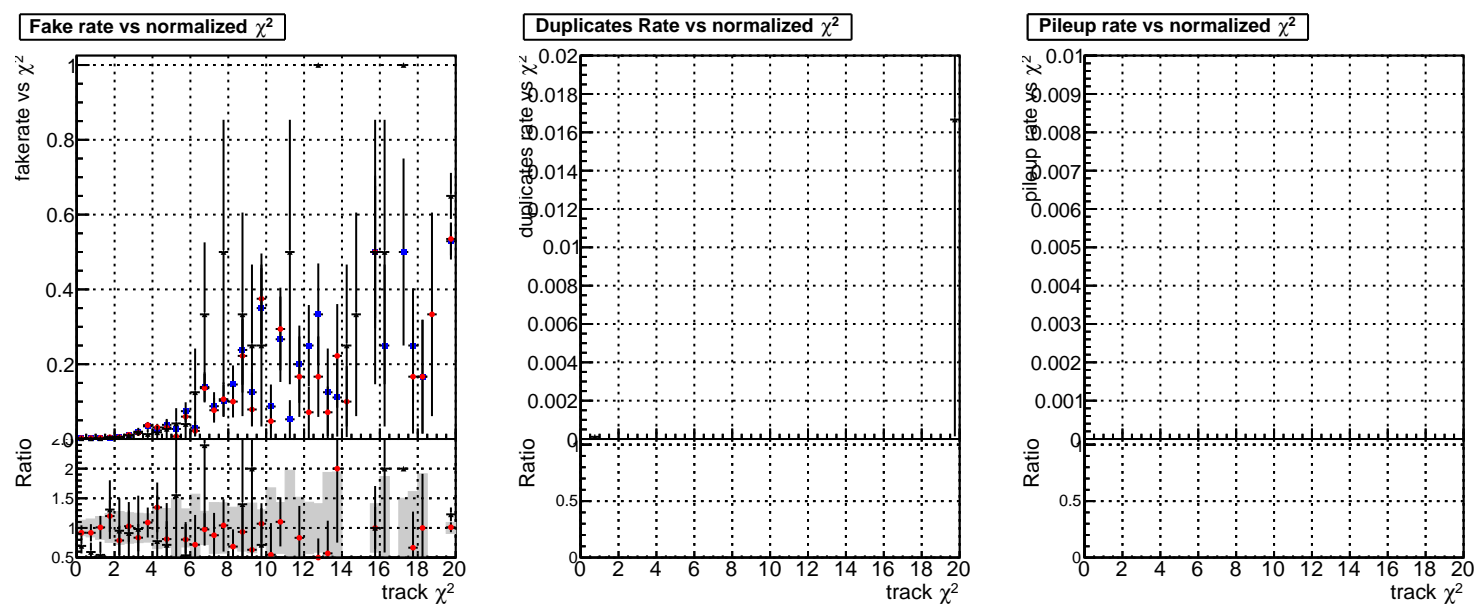 Fake rate vs normalized χ²
fakerate vs χ²
1
0.8
0.6
0.4
0.2
0
Ratio
2
1.5
1
0.5
0 2 4 6 8 10 12 14 16 18 20
track χ²
Duplicates Rate vs normalized χ²
duplicates rate vs χ²
0.02
0.018
0.016
0.014
0.012
0.01
0.008
0.006
0.004
0.002
0
Ratio
0.5
0
0 2 4 6 8 10 12 14 16 18 20
track χ²
Pileup rate vs normalized χ²
pileup rate vs χ²
0.01
0.009
0.008
0.007
0.006
0.005
0.004
0.003
0.002
0.001
0
Ratio
0.5
0
0 2 4 6 8 10 12 14 16 18 20
track χ²